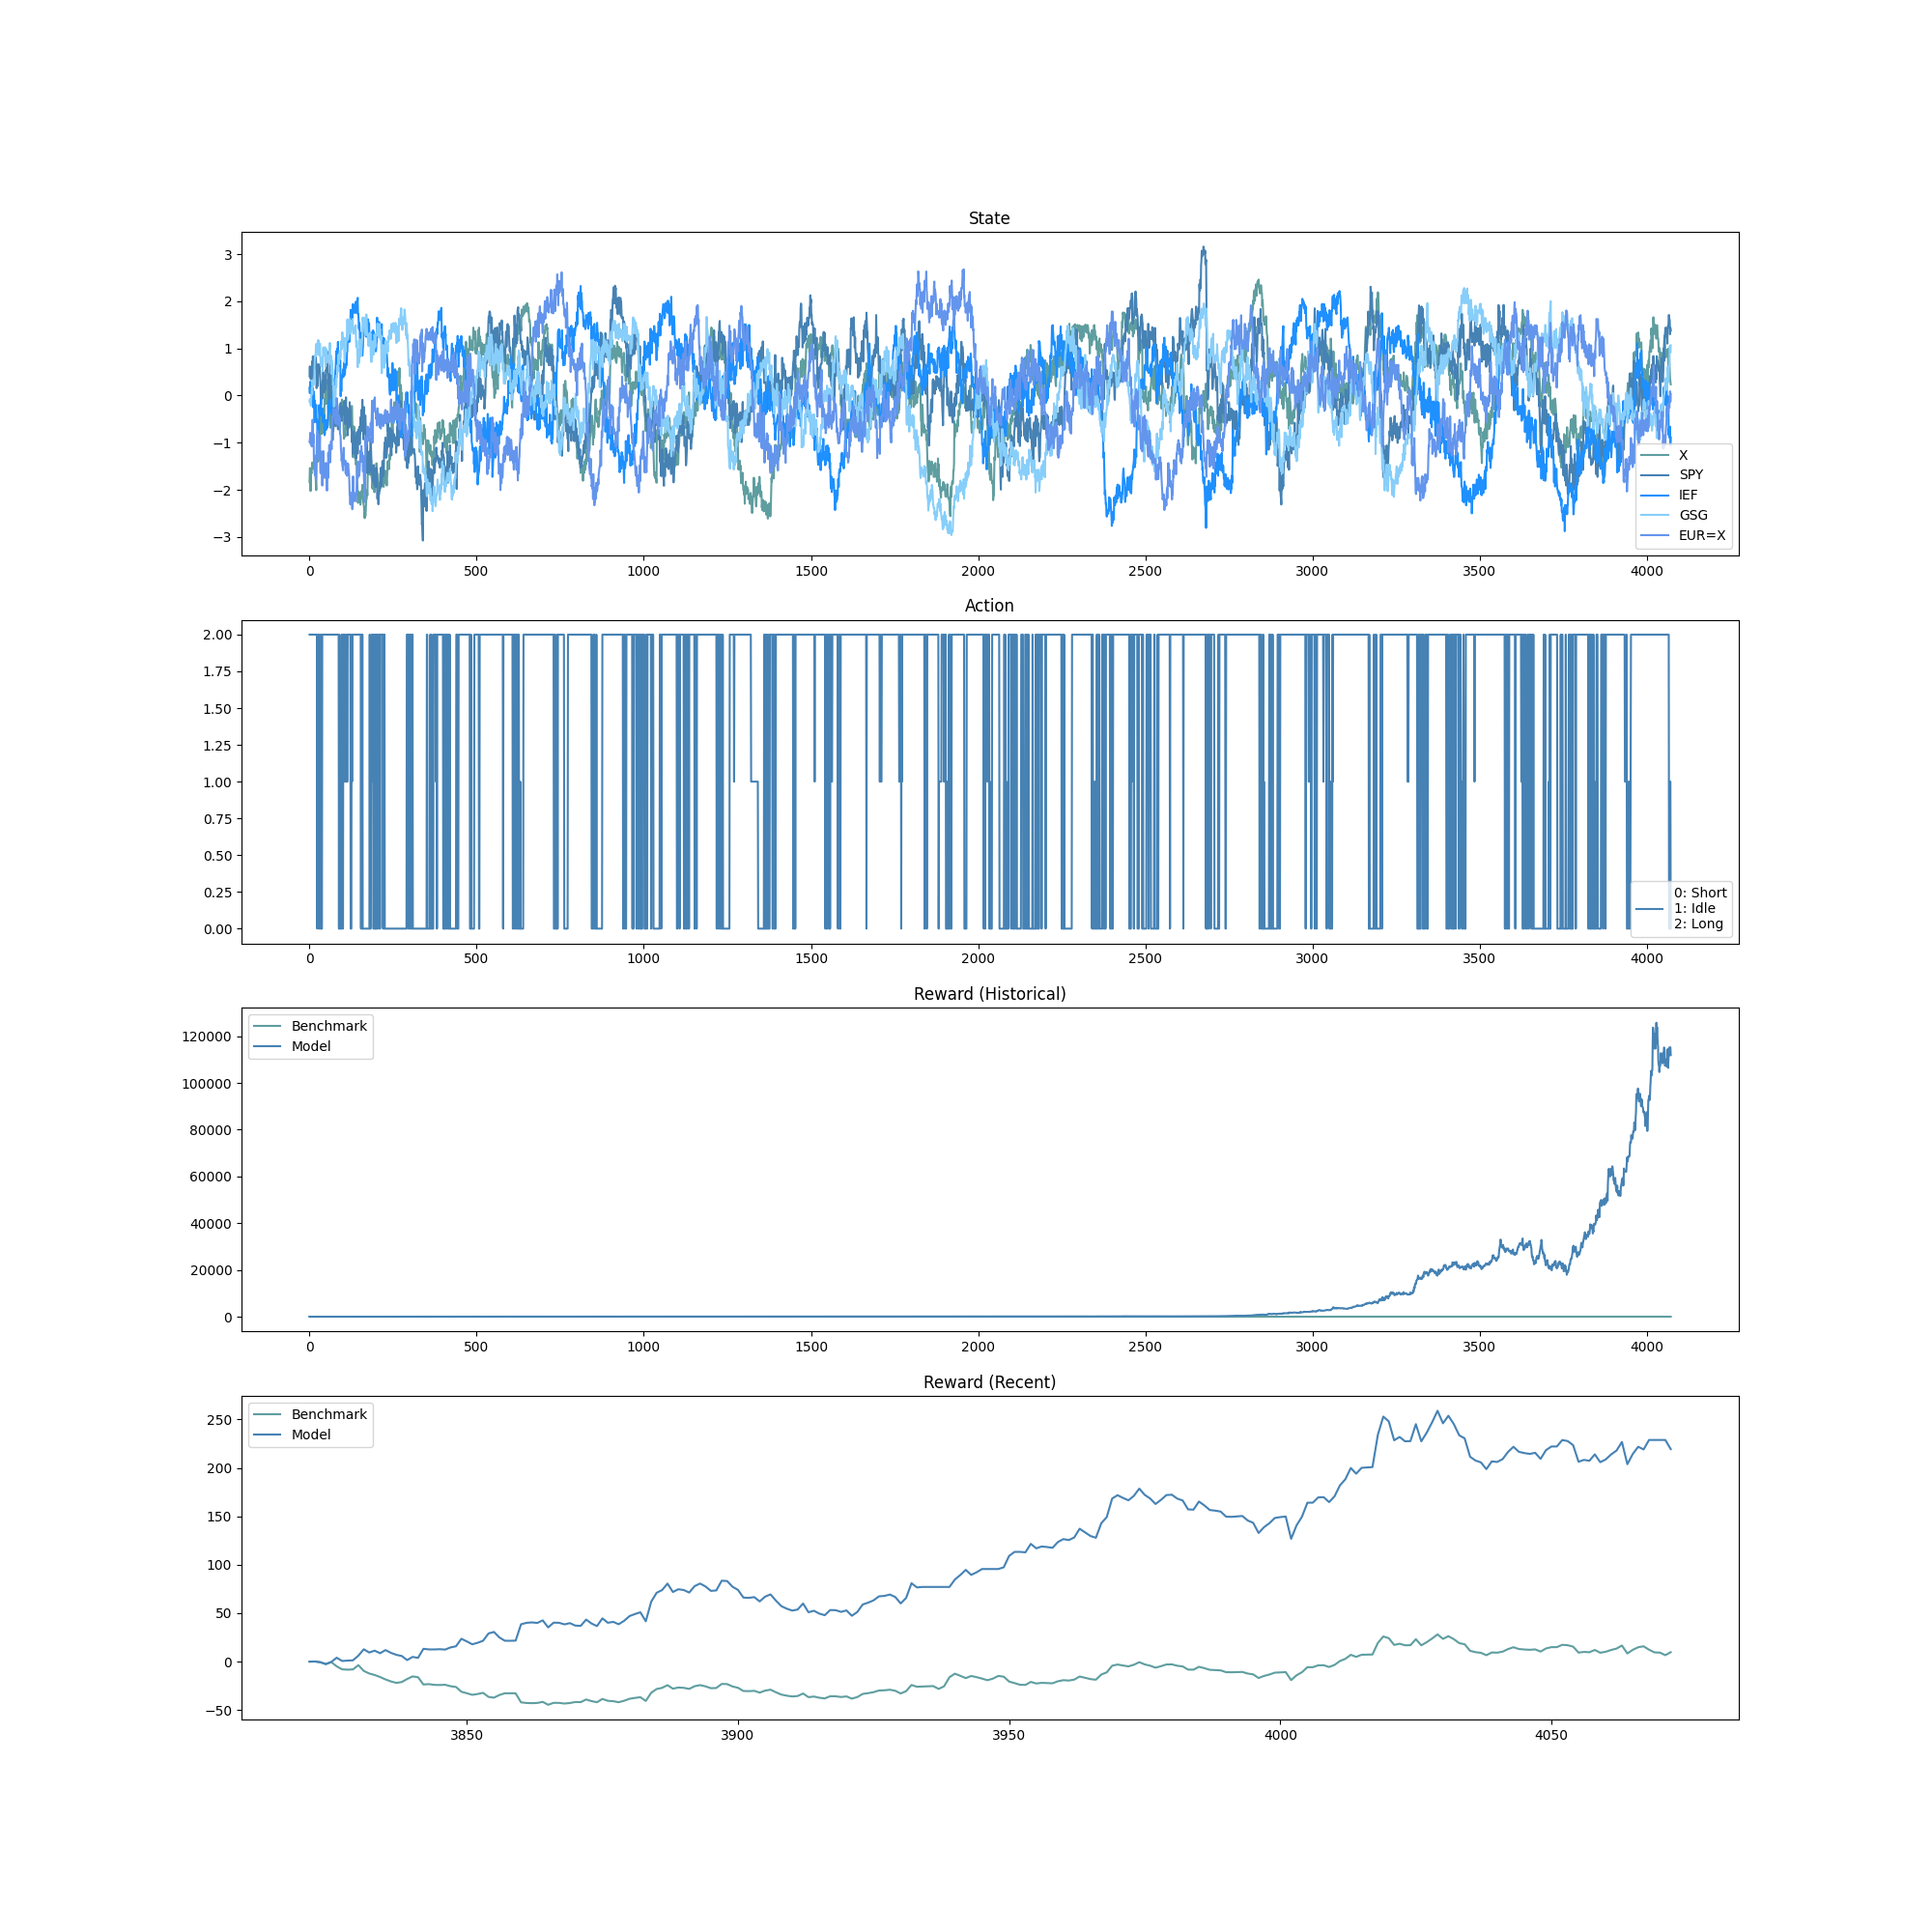 State
3
2
1
0
−1
−2
−3
X
SPY
IEF
GSG
EUR=X
0 500 1000 1500 2000 2500 3000 3500 4000
Action
2.00
1.75
1.50
1.25
1.00
0.75
0.50
0.25
0.00
0: Short
1: Idle
2: Long
0 500 1000 1500 2000 2500 3000 3500 4000
Reward (Historical)
Benchmark
Model
120000
100000
80000
60000
40000
20000
0
0 500 1000 1500 2000 2500 3000 3500 4000
Reward (Recent)
Benchmark
Model
250
200
150
100
50
0
−50
3850 3900 3950 4000 4050